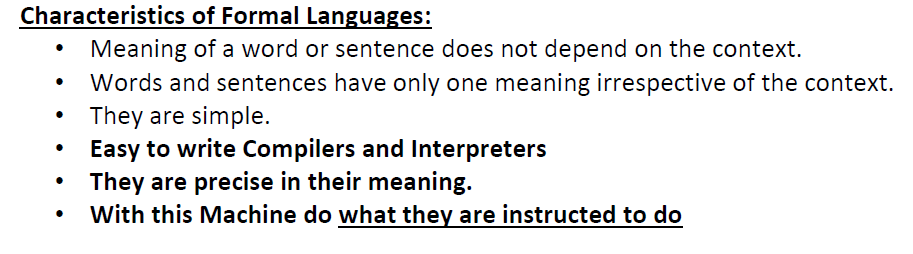 Characteristics of Formal Languages:
• Meaning of a word or sentence does not depend on the context.
• Words and sentences have only one meaning irrespective of the context.
• They are simple.
• Easy to write Compilers and Interpreters
• They are precise in their meaning.
• With this Machine do what they are instructed to do